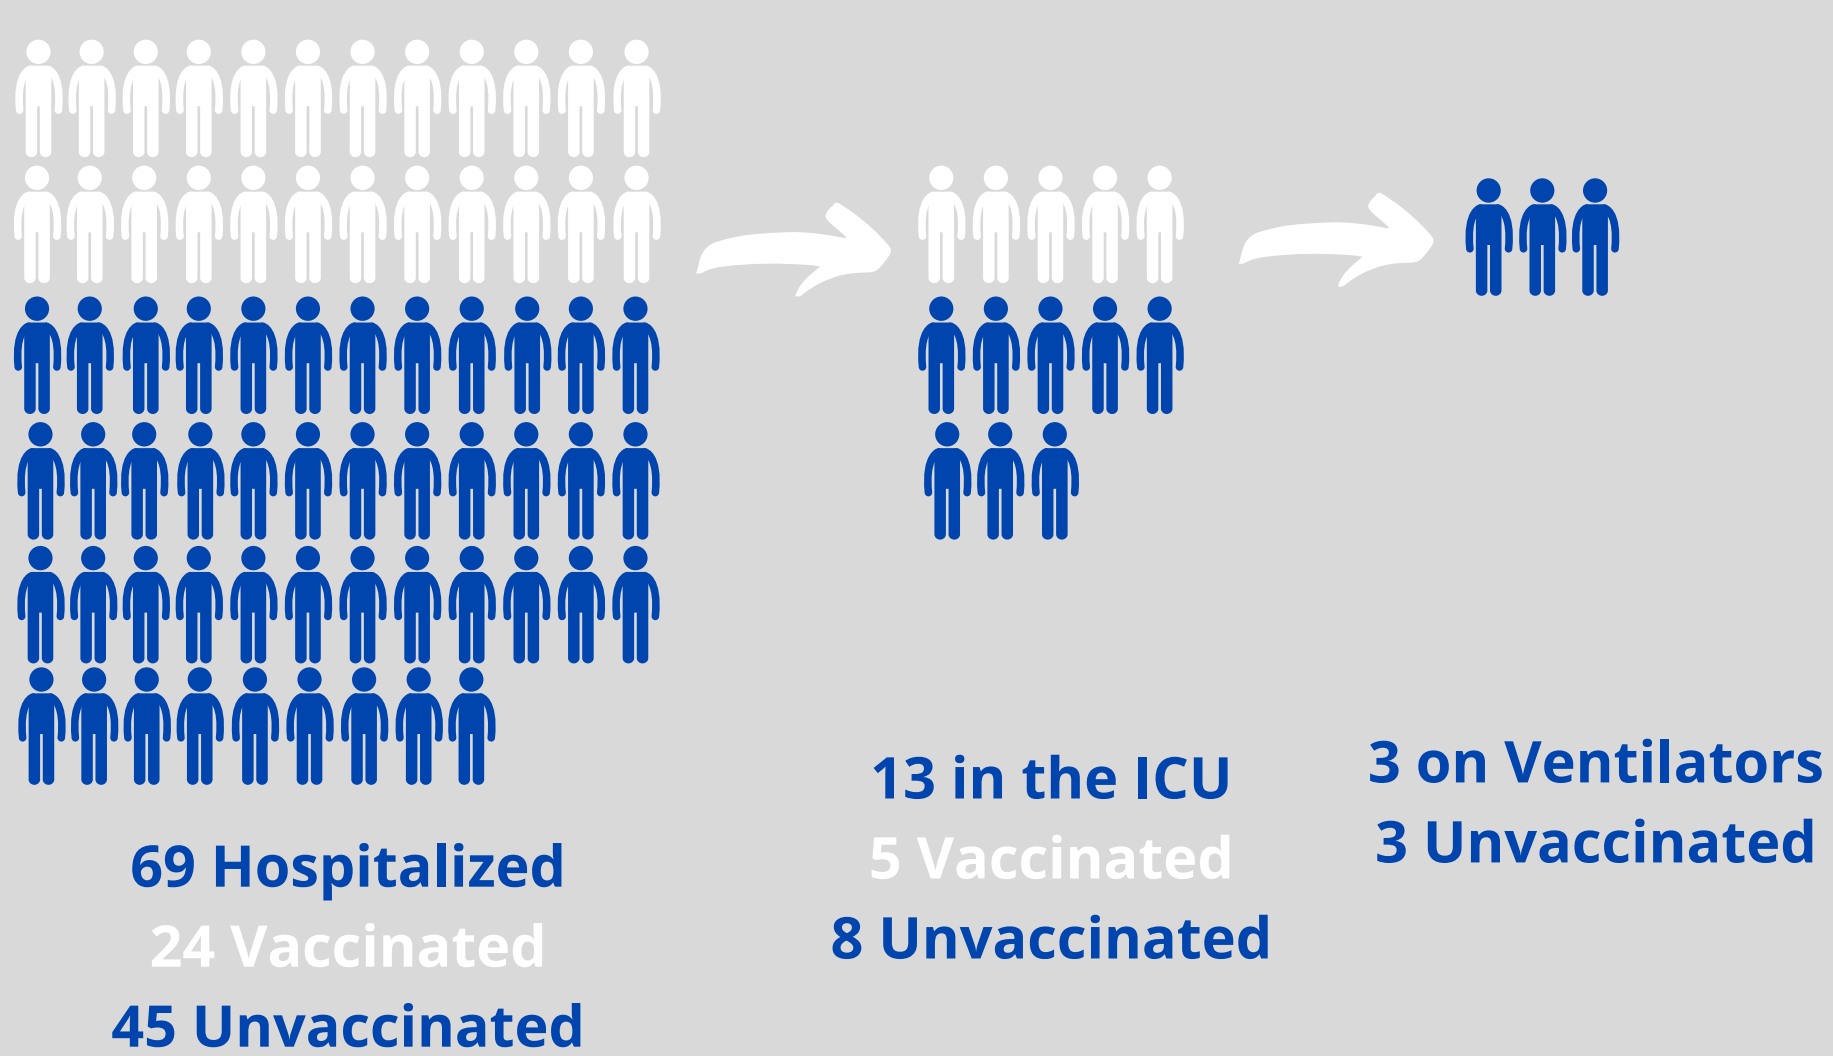 69 Hospitalized
24 Vaccinated
45 Unvaccinated
13 in the ICU
5 Vaccinated
8 Unvaccinated
3 on Ventilators
3 Unvaccinated